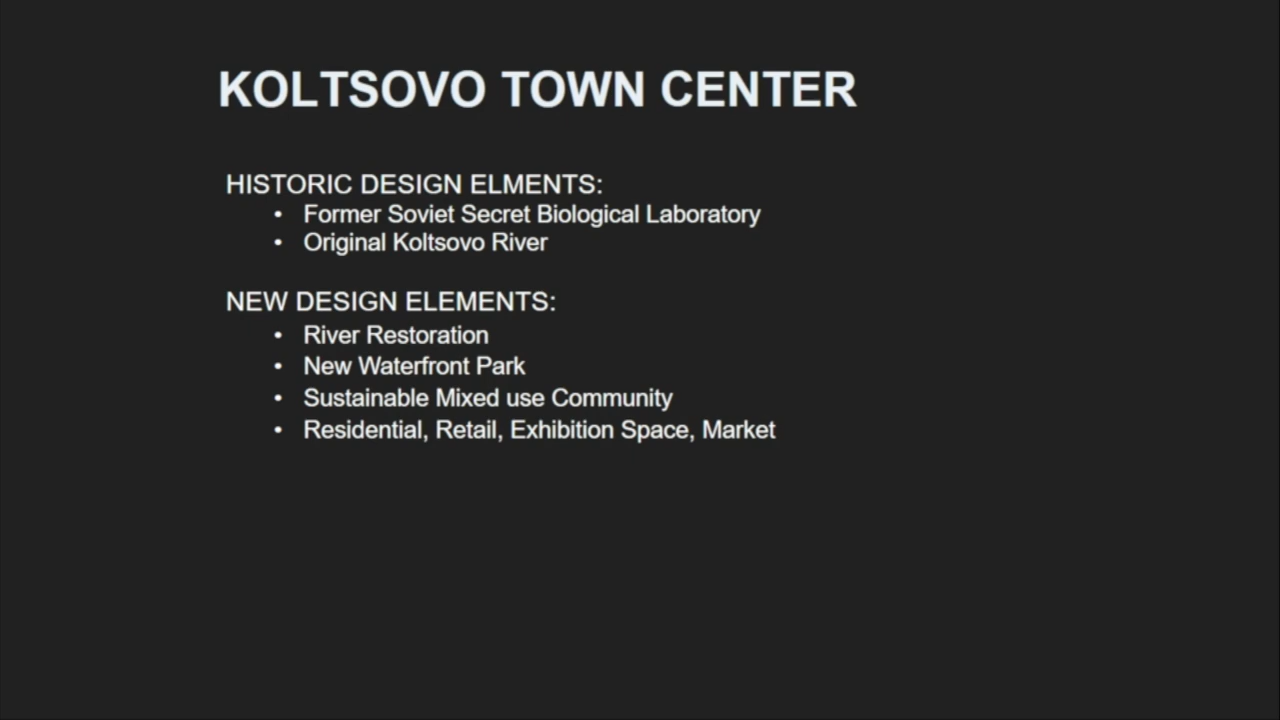 KOLTSOVO TOWN CENTER
HISTORIC DESIGN ELMENTS:
• Former Soviet Secret Biological Laboratory
• Original Koltsovo River
NEW DESIGN ELEMENTS:
• River Restoration
• New Waterfront Park
• Sustainable Mixed use Community
• Residential, Retail, Exhibition Space, Market